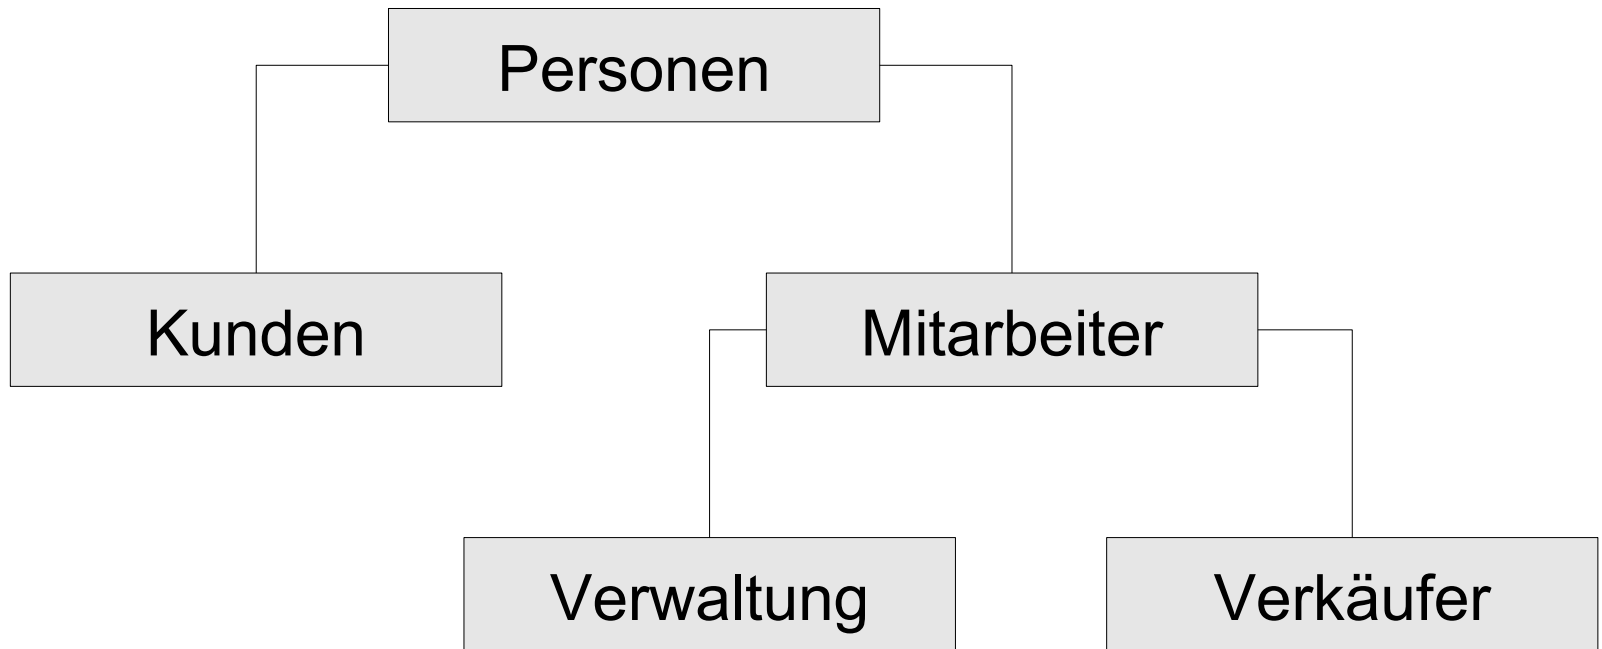 Personen
Kunden
Mitarbeiter
Verwaltung
Verkäufer